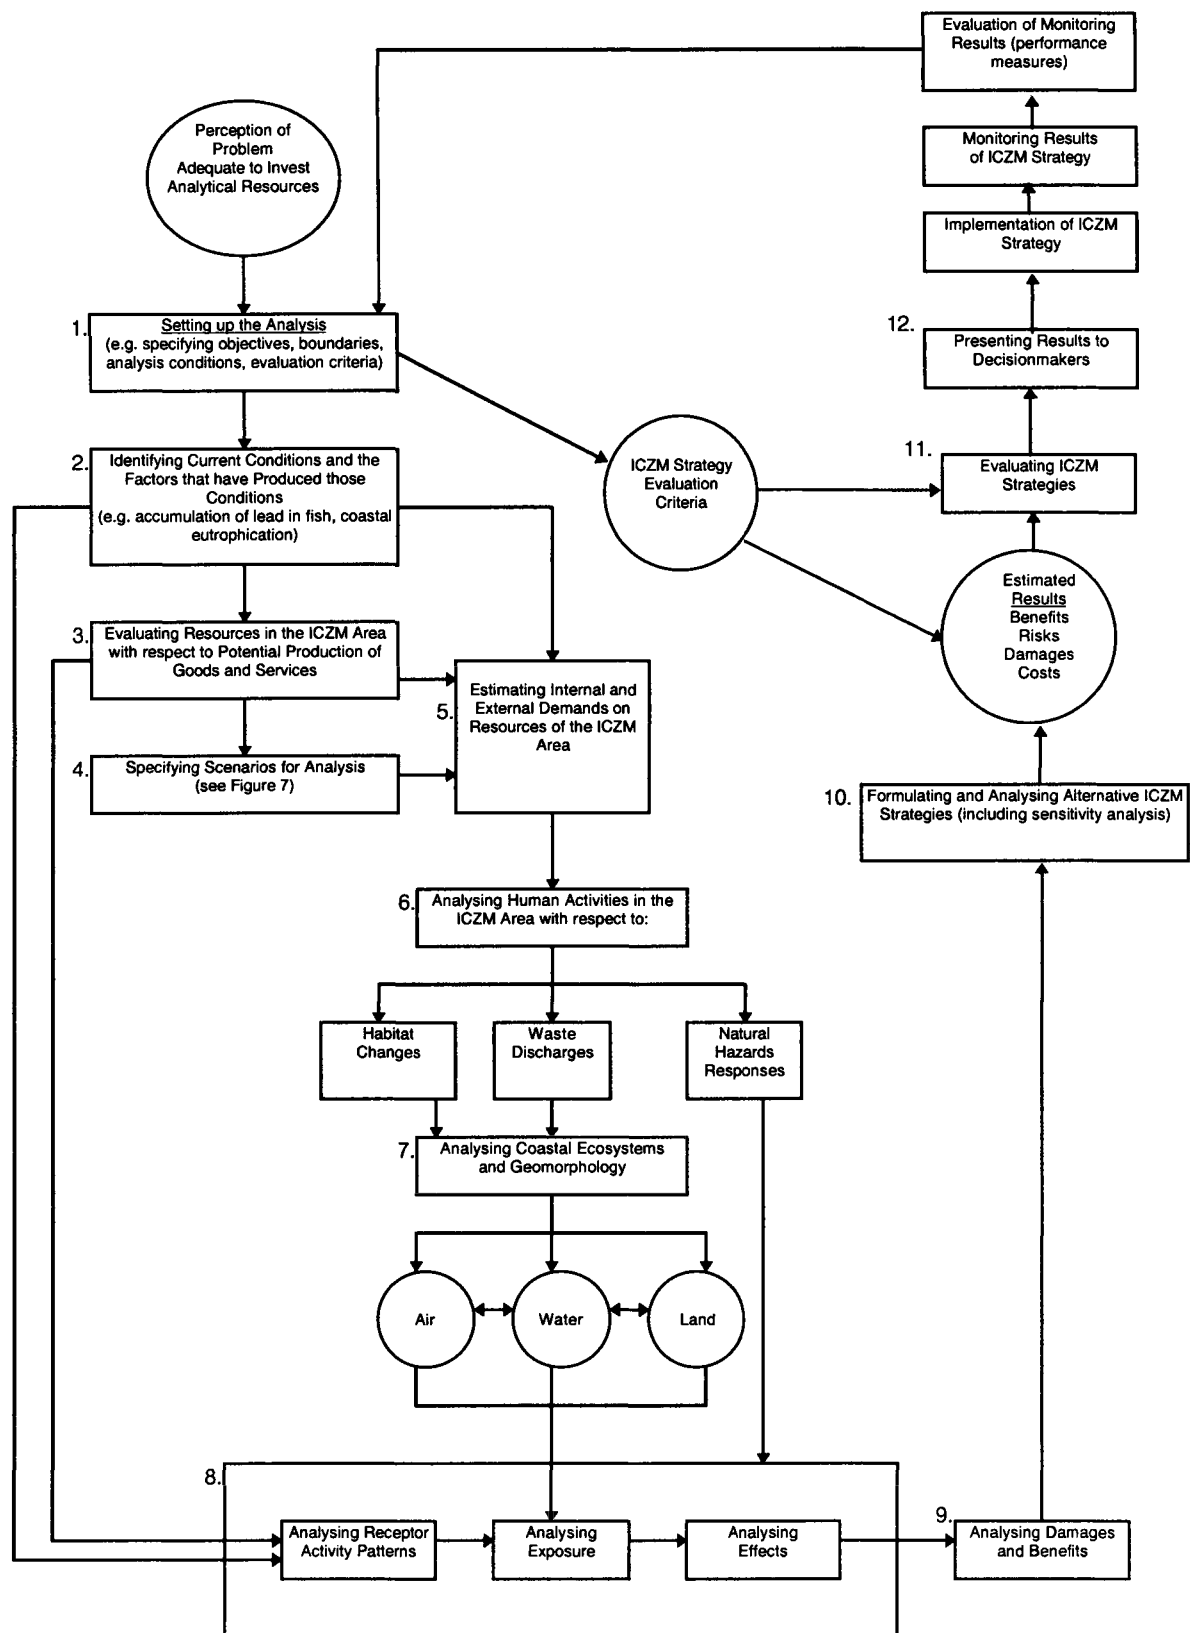 Evaluation of Monitoring
Results (performance
measures)
Perception of
Problem
Adequate to Invest
Analytical Resources
Monitoring Results
of ICZM Strategy
Implementation of ICZM
Strategy
1.
Setting up the Analysis
(e.g. specifying objectives, boundaries,
analysis conditions, evaluation criteria)
12.
Presenting Results to
Decisionmakers
2.
Identifying Current Conditions and the
Factors that have Produced those
Conditions
(e.g. accumulation of lead in fish, coastal
eutrophication)
ICZM Strategy
Evaluation
Criteria
11.
Evaluating ICZM
Strategies
Estimated
Results
Benefits
Risks
Damages
Costs
3.
Evaluating Resources in the ICZM Area
with respect to Potential Production of
Goods and Services
5.
Estimating Internal and
External Demands on
Resources of the ICZM
Area
4.
Specifying Scenarios for Analysis
(see Figure 7)
10.
Formulating and Analysing Alternative ICZM
Strategies (including sensitivity analysis)
6.
Analysing Human Activities in the
ICZM Area with respect to:
Habitat
Changes
Waste
Discharges
Natural
Hazards
Responses
7.
Analysing Coastal Ecosystems
and Geomorphology
Air
Water
Land
8.
Analysing Receptor
Activity Patterns
Analysing
Exposure
Analysing
Effects
9.
Analysing Damages
and Benefits